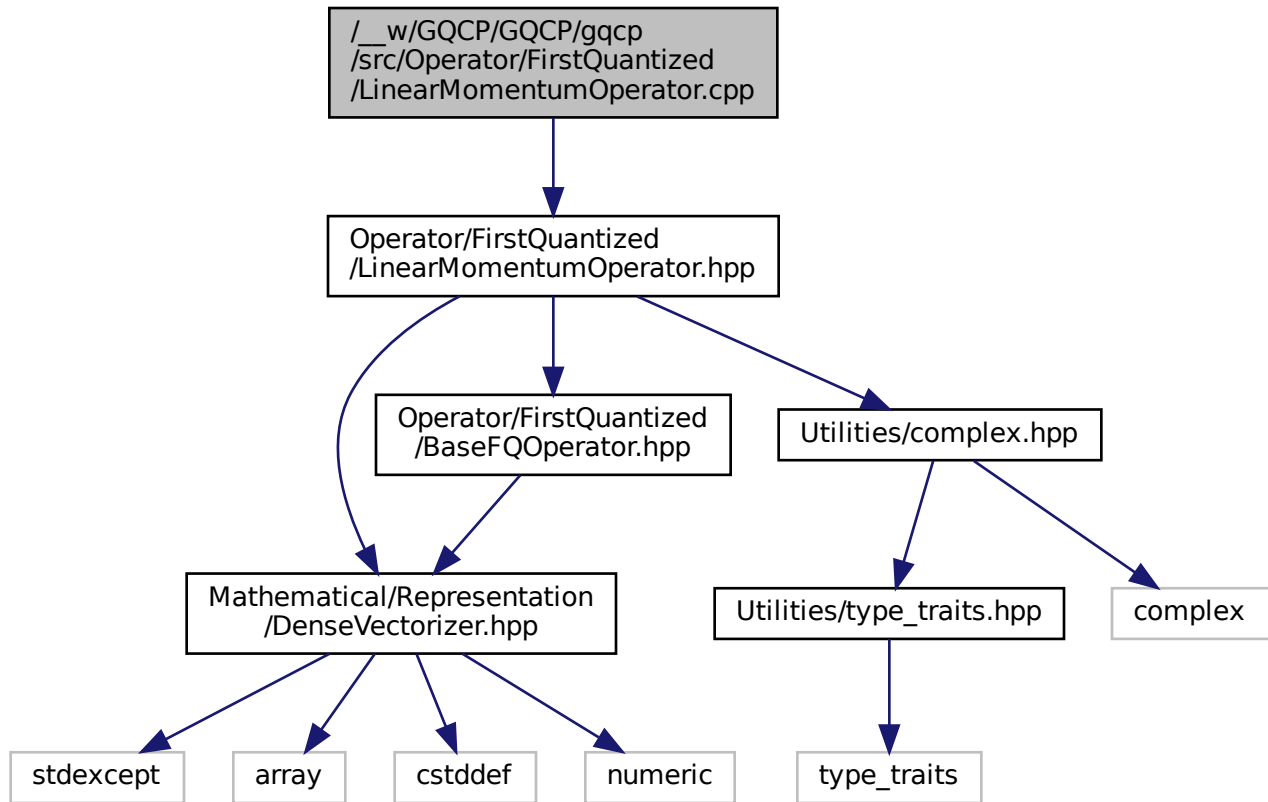 /__w/GQCP/GQCP/gqcp
/src/Operator/FirstQuantized
/LinearMomentumOperator.cpp
Operator/FirstQuantized
/LinearMomentumOperator.hpp
Operator/FirstQuantized
/BaseFQOperator.hpp
Utilities/complex.hpp
Mathematical/Representation
/DenseVectorizer.hpp
Utilities/type_traits.hpp
complex
stdexcept
array
cstddef
numeric
type_traits